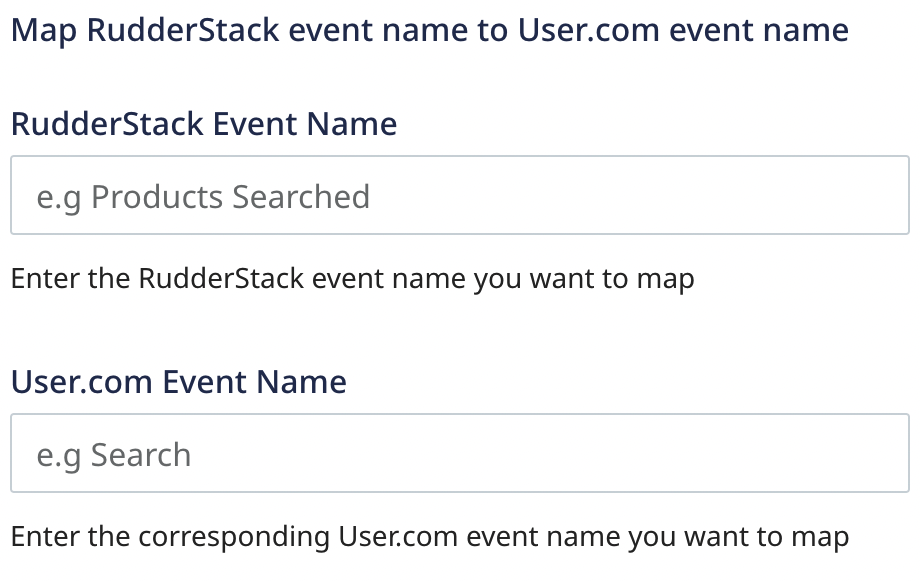 Map RudderStack event name to User.com event name
RudderStack Event Name
e.g Products Searched
Enter the RudderStack event name you want to map
User.com Event Name
e.g Search
Enter the corresponding User.com event name you want to map